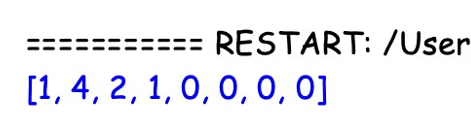 =========== RESTART: /User
[1, 4, 2, 1, 0, 0, 0, 0]